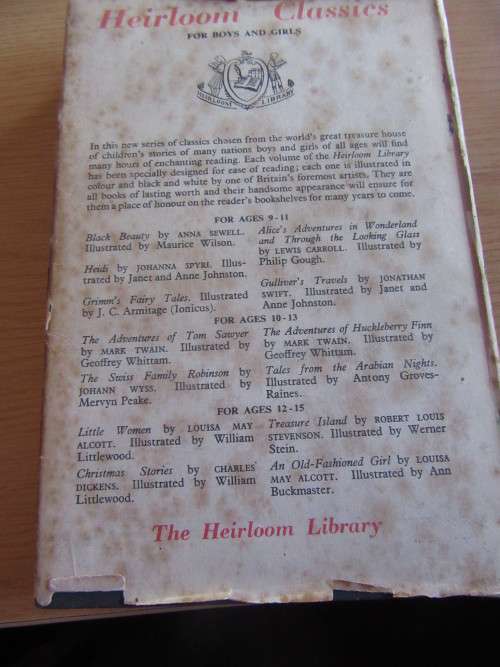 Heirloom Classics
FOR BOYS AND GIRLS
HEIRLOOM LIBRARY
In this new series of classics chosen from the world's great treasure house
of children's stories of many nations boys and girls of all ages will find
many hours of enchanting reading. Each volume of the Heirloom Library
has been specially designed for ease of reading; each one is illustrated in
colour and black and white by one of Britain's foremost artists. They are
all books of lasting worth and their handsome appearance will ensure for
them a place of honour on the reader's bookshelves for many years to come.
FOR AGES 9-11
Black Beauty by ANNA SEWELL.
Illustrated by Maurice Wilson.
Heidi by JOHANNA SPYRI. Illus-
trated by Janet and Anne Johnston.
Grimm's Fairy Tales. Illustrated
by J. C. Armitage (Ionicus).
Alice's Adventures in Wonderland
and Through the Looking Glass
by LEWIS CARROLL. Illustrated by
Philip Gough.
Gulliver's Travels by JONATHAN
SWIFT. Illustrated by Janet and
Anne Johnston.
FOR AGES 10-13
The Adventures of Tom Sawyer
by MARK TWAIN. Illustrated by
Geoffrey Whittam.
The Swiss Family Robinson by
JOHANN WYSS. Illustrated by
Mervyn Peake.
The Adventures of Huckleberry Finn
by MARK TWAIN. Illustrated by
Geoffrey Whittam.
Tales from the Arabian Nights.
Illustrated by Antony Groves-
Raines.
FOR AGES 12-15
Little Women by LOUISA MAY
ALCOTT. Illustrated by William
Littlewood.
Christmas Stories by CHARLES
DICKENS. Illustrated by William
Littlewood.
Treasure Island by ROBERT LOUIS
STEVENSON. Illustrated by Werner
Stein.
An Old-Fashioned Girl by LOUISA
MAY ALCOTT. Illustrated by Ann
Buckmaster.
The Heirloom Library